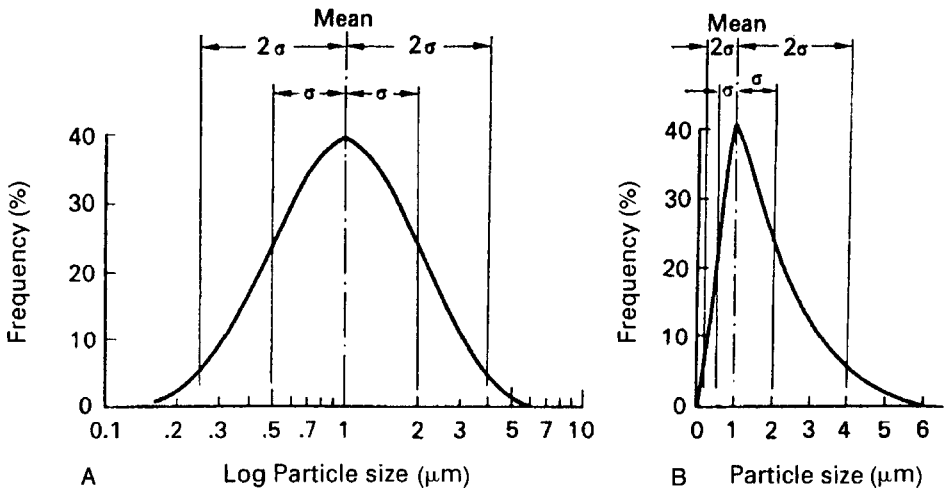 Mean
2σ 2σ
σ σ
40
30
20
10
0
Frequency (%)
0.1 .2 .3 .5 .7 1 2 3 5 7 10
A Log Particle size (μm)
Mean
2σ 2σ
σ σ
40
30
20
10
0
Frequency (%)
0 1 2 3 4 5 6
B Particle size (μm)